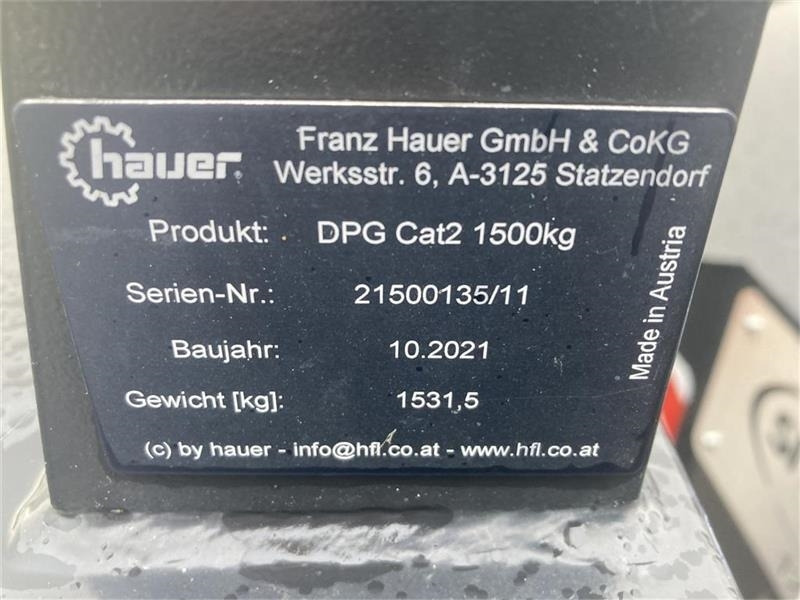 hauer®
Franz Hauer GmbH & CoKG
Werksstr. 6, A-3125 Statzendorf
Produkt: DPG Cat2 1500kg
Serien-Nr.: 21500135/11
Baujahr: 10.2021
Gewicht [kg]: 1531,5
Made in Austria
(c) by hauer - info@hfl.co.at - www.hfl.co.at